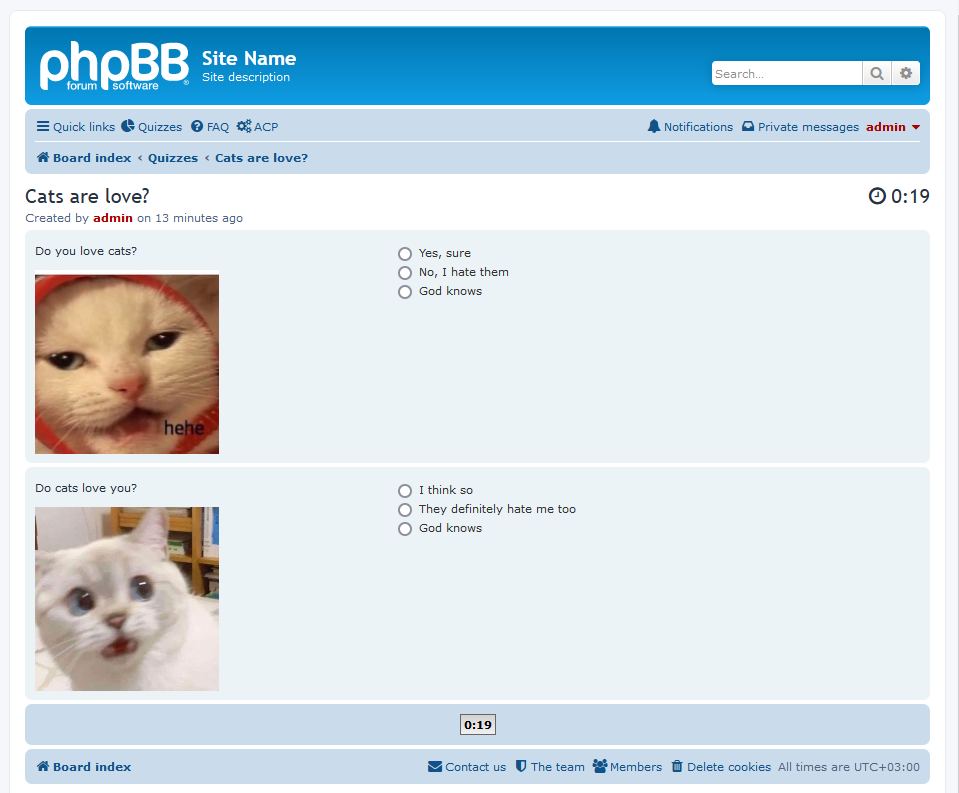 phpBB
forum software
®
Site Name
Site description
Search…
Quick links Quizzes FAQ ACP Notifications Private messages admin
Board index ‹ Quizzes ‹ Cats are love?
Cats are love? 0:19
Created by admin on 13 minutes ago
Do you love cats?
Yes, sure
No, I hate them
God knows
hehe
Do cats love you?
I think so
They definitely hate me too
God knows
0:19
Board index Contact us The team Members Delete cookies All times are UTC+03:00